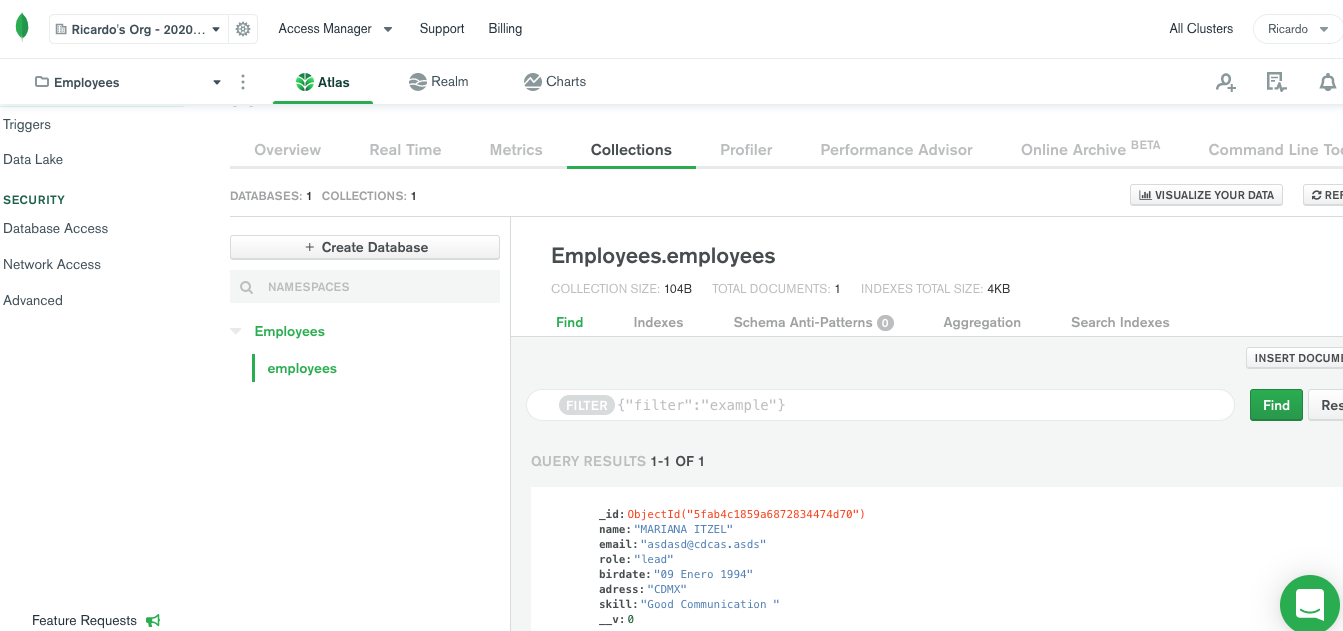 Ricardo's Org - 2020... Access Manager Support Billing All Clusters Ricardo
Employees Atlas Realm Charts
Triggers
Data Lake
SECURITY
Database Access
Network Access
Advanced
Feature Requests
Overview Real Time Metrics Collections Profiler Performance Advisor Online Archive BETA Command Line Too
DATABASES: 1 COLLECTIONS: 1 VISUALIZE YOUR DATA REF
+ Create Database
NAMESPACES
Employees
employees
Employees.employees
COLLECTION SIZE: 104B TOTAL DOCUMENTS: 1 INDEXES TOTAL SIZE: 4KB
Find Indexes Schema Anti-Patterns 0 Aggregation Search Indexes
INSERT DOCUME
FILTER {"filter":"example"} Find Res
QUERY RESULTS 1-1 OF 1
_id: ObjectId("5fab4c1859a6872834474d70")
name: "MARIANA ITZEL"
email: "asdasd@cdcas.asds"
role: "lead"
birdate: "09 Enero 1994"
adress: "CDMX"
skill: "Good Communication "
__v: 0